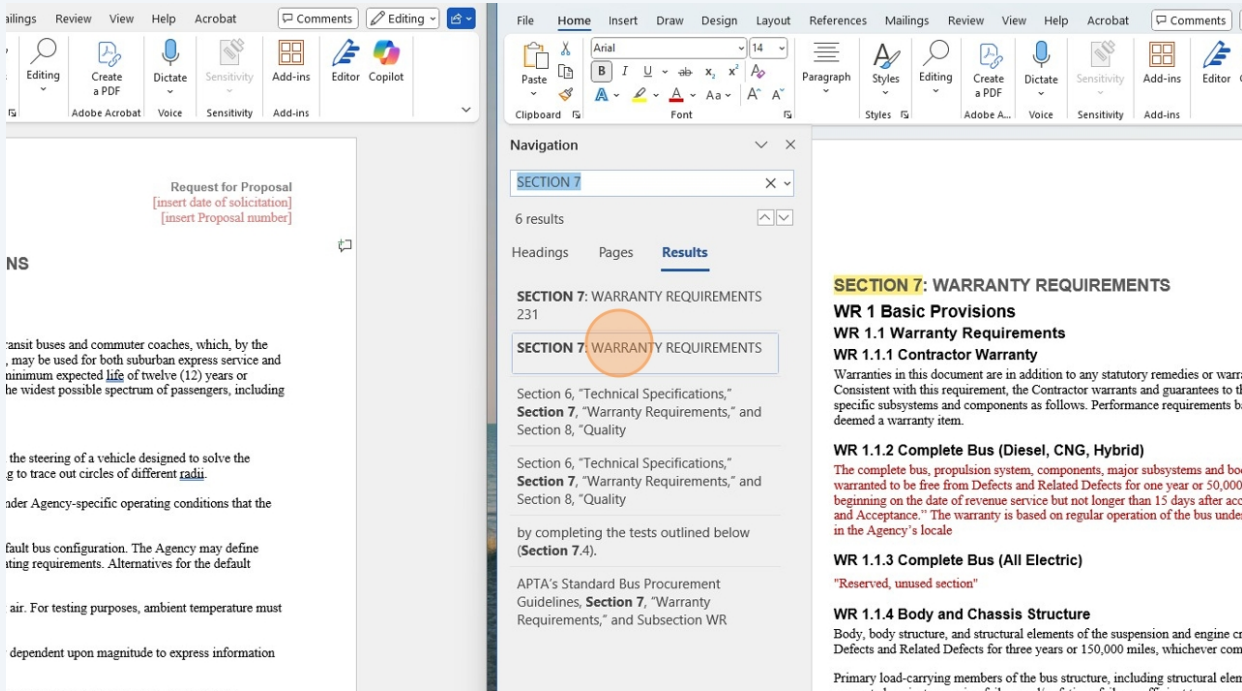 ailings Review View Help Acrobat Comments Editing
Editing Create a PDF Dictate Sensitivity Add-ins Editor Copilot
Adobe Acrobat Voice Sensitivity Add-ins
Request for Proposal
[insert date of solicitation]
[insert Proposal number]
NS
ransit buses and commuter coaches, which, by the
, may be used for both suburban express service and
minimum expected life of twelve (12) years or
he widest possible spectrum of passengers, including
the steering of a vehicle designed to solve the
g to trace out circles of different radii.
nder Agency-specific operating conditions that the
fault bus configuration. The Agency may define
ating requirements. Alternatives for the default
air. For testing purposes, ambient temperature must
dependent upon magnitude to express information
File Home Insert Draw Design Layout References Mailings Review View Help Acrobat Comments
Paste Arial 14 Paragraph Styles Editing Create a PDF Dictate Sensitivity Add-ins Editor
B I U ab x₂ x² A
A A Aa A A
Clipboard Font Styles Adobe A... Voice Sensitivity Add-ins
Navigation
SECTION 7
6 results
Headings Pages Results
SECTION 7: WARRANTY REQUIREMENTS
231
SECTION 7: WARRANTY REQUIREMENTS
Section 6, “Technical Specifications,”
Section 7, “Warranty Requirements,” and
Section 8, “Quality
Section 6, “Technical Specifications,”
Section 7, “Warranty Requirements,” and
Section 8, “Quality
by completing the tests outlined below
(Section 7.4).
APTA’s Standard Bus Procurement
Guidelines, Section 7, “Warranty
Requirements,” and Subsection WR
SECTION 7: WARRANTY REQUIREMENTS
WR 1 Basic Provisions
WR 1.1 Warranty Requirements
WR 1.1.1 Contractor Warranty
Warranties in this document are in addition to any statutory remedies or warra
Consistent with this requirement, the Contractor warrants and guarantees to th
specific subsystems and components as follows. Performance requirements b
deemed a warranty item.
WR 1.1.2 Complete Bus (Diesel, CNG, Hybrid)
The complete bus, propulsion system, components, major subsystems and bod
warranted to be free from Defects and Related Defects for one year or 50,000
beginning on the date of revenue service but not longer than 15 days after acc
and Acceptance.” The warranty is based on regular operation of the bus under
in the Agency’s locale
WR 1.1.3 Complete Bus (All Electric)
"Reserved, unused section"
WR 1.1.4 Body and Chassis Structure
Body, body structure, and structural elements of the suspension and engine cr
Defects and Related Defects for three years or 150,000 miles, whichever com
Primary load-carrying members of the bus structure, including structural elem